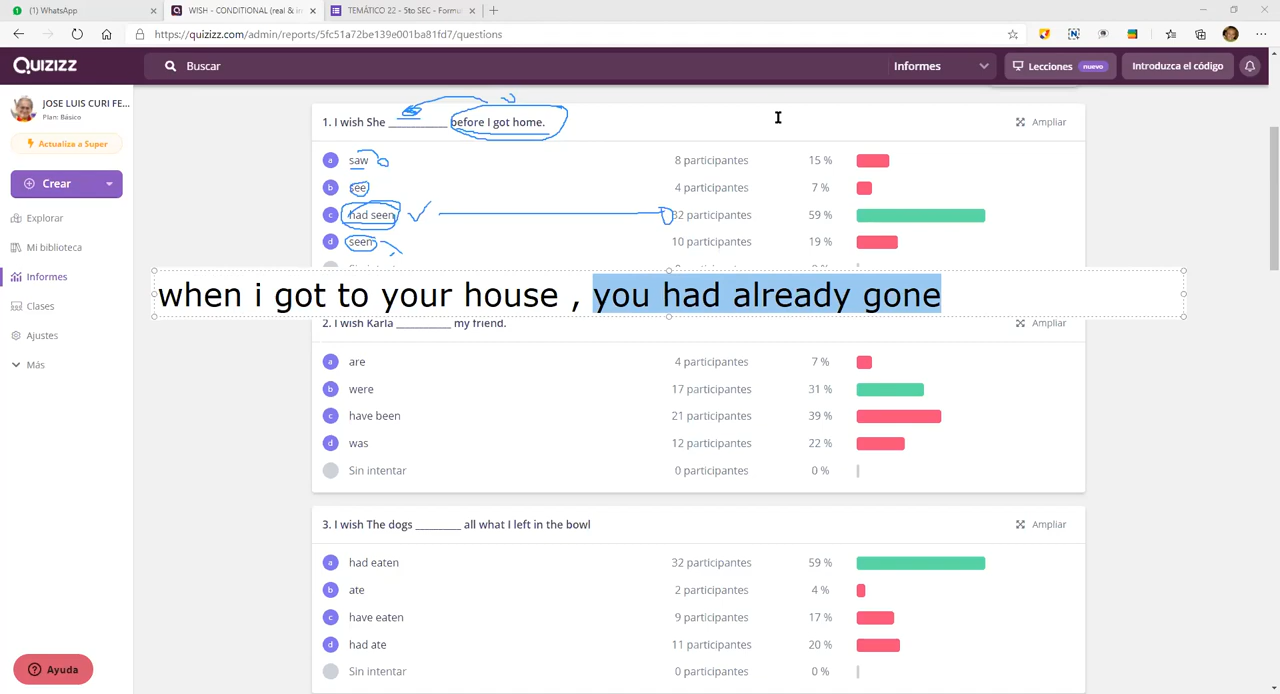 (1) WhatsApp
WISH - CONDITIONAL (real & in
TEMÁTICO 22 - 5to SEC - Formul
https://quizizz.com/admin/reports/5fc51a72be139e001ba81fd7/questions
QUIZIZZ
Buscar
Informes
Lecciones nuevo
Introduzca el código
JOSE LUIS CURI FE...
Plan: Básico
Actualiza a Super
Crear
Explorar
Mi biblioteca
Informes
Clases
Ajustes
Más
Ayuda
1. I wish She __________ before I got home.
Ampliar
a saw 8 participantes 15 %
b see 4 participantes 7 %
c had seen 32 participantes 59 %
d seen 10 participantes 19 %
when i got to your house , you had already gone
2. I wish Karla __________ my friend.
Ampliar
a are 4 participantes 7 %
b were 17 participantes 31 %
c have been 21 participantes 39 %
d was 12 participantes 22 %
Sin intentar 0 participantes 0 %
3. I wish The dogs ________ all what I left in the bowl
Ampliar
a had eaten 32 participantes 59 %
b ate 2 participantes 4 %
c have eaten 9 participantes 17 %
d had ate 11 participantes 20 %
Sin intentar 0 participantes 0 %